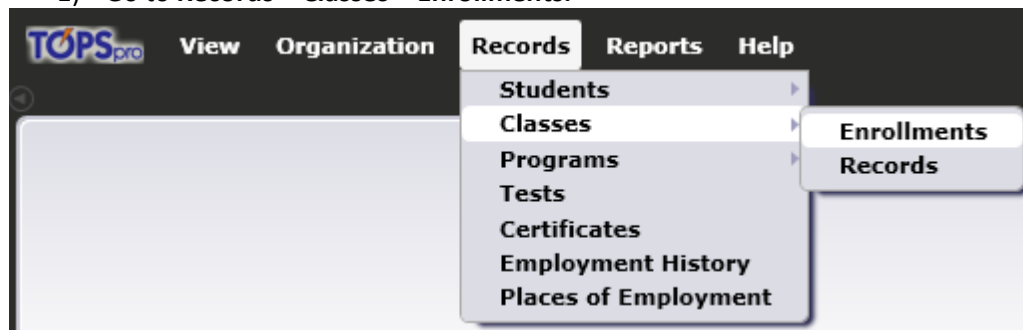 Go to Records – Classes – Enrollments.
TOPSpro View Organization Records Reports Help
Students
Classes
Enrollments
Programs
Records
Tests
Certificates
Employment History
Places of Employment